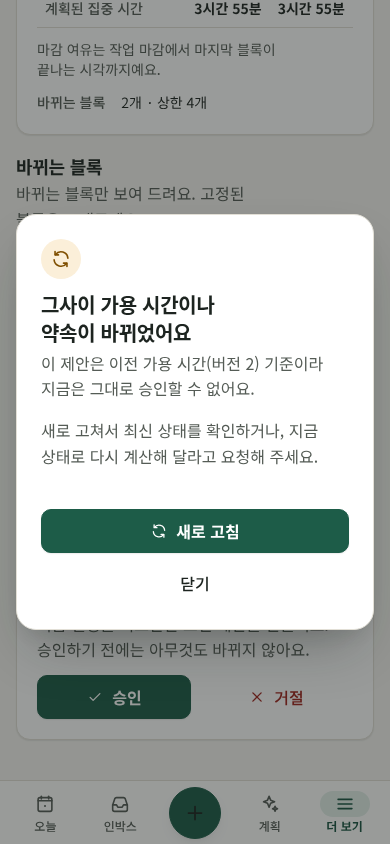 계획된 집중 시간 3시간 55분 3시간 55분
마감 여유는 작업 마감에서 마지막 블록이
끝나는 시각까지예요.
바뀌는 블록 2개 · 상한 4개
바뀌는 블록
바뀌는 블록만 보여 드려요. 고정된
그사이 가용 시간이나
약속이 바뀌었어요
이 제안은 이전 가용 시간(버전 2) 기준이라
지금은 그대로 승인할 수 없어요.
새로 고쳐서 최신 상태를 확인하거나, 지금
상태로 다시 계산해 달라고 요청해 주세요.
새로 고침
닫기
승인하기 전에는 아무것도 바뀌지 않아요.
승인 거절
오늘 인박스 계획 더 보기